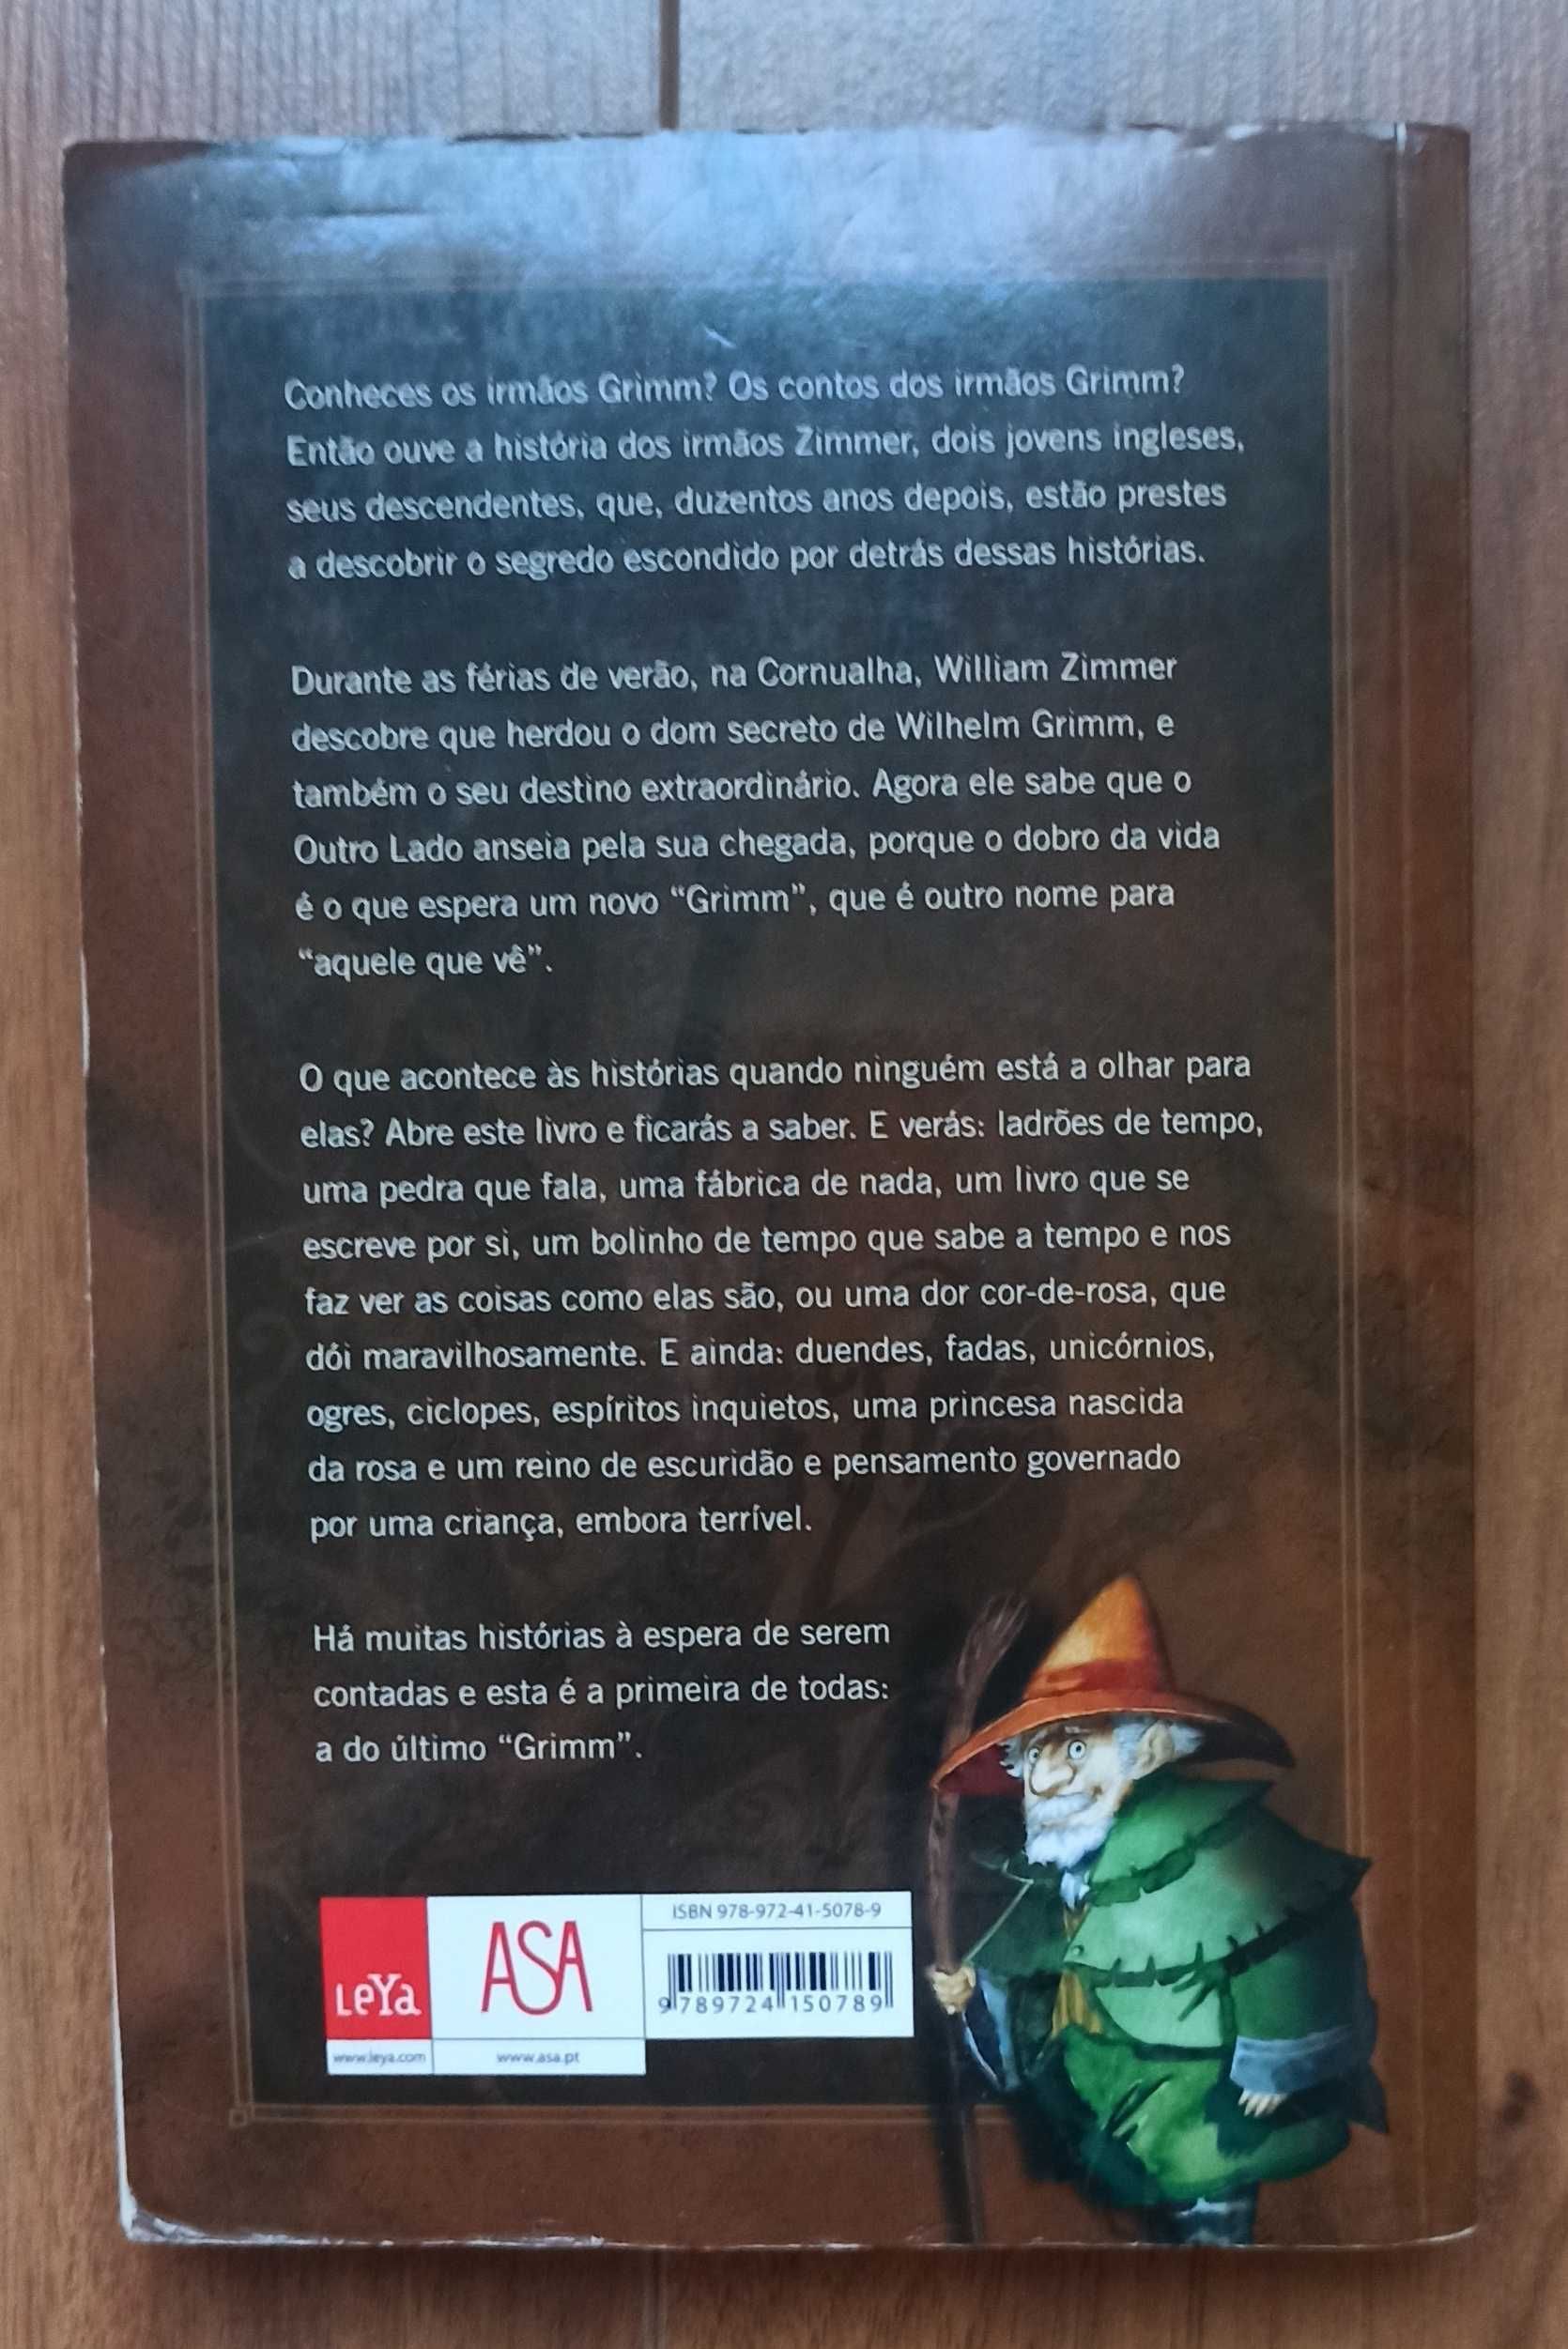 Conheces os irmãos Grimm? Os contos dos irmãos Grimm?
Então ouve a história dos irmãos Zimmer, dois jovens ingleses,
seus descendentes, que, duzentos anos depois, estão prestes
a descobrir o segredo escondido por detrás dessas histórias.
Durante as férias de verão, na Cornualha, William Zimmer
descobre que herdou o dom secreto de Wilhelm Grimm, e
também o seu destino extraordinário. Agora ele sabe que o
Outro Lado anseia pela sua chegada, porque o dobro da vida
é o que espera um novo “Grimm”, que é outro nome para
“aquele que vê”.
O que acontece às histórias quando ninguém está a olhar para
elas? Abre este livro e ficarás a saber. E verás: ladrões de tempo,
uma pedra que fala, uma fábrica de nada, um livro que se
escreve por si, um bolinho de tempo que sabe a tempo e nos
faz ver as coisas como elas são, ou uma dor cor-de-rosa, que
dói maravilhosamente. E ainda: duendes, fadas, unicórnios,
ogres, ciclopes, espíritos inquietos, uma princesa nascida
da rosa e um reino de escuridão e pensamento governado
por uma criança, embora terrível.
Há muitas histórias à espera de serem
contadas e esta é a primeira de todas:
a do último “Grimm”.
ISBN 978-972-41-5078-9
LeYa
ASA
9 789724 150789
www.leya.com
www.asa.pt